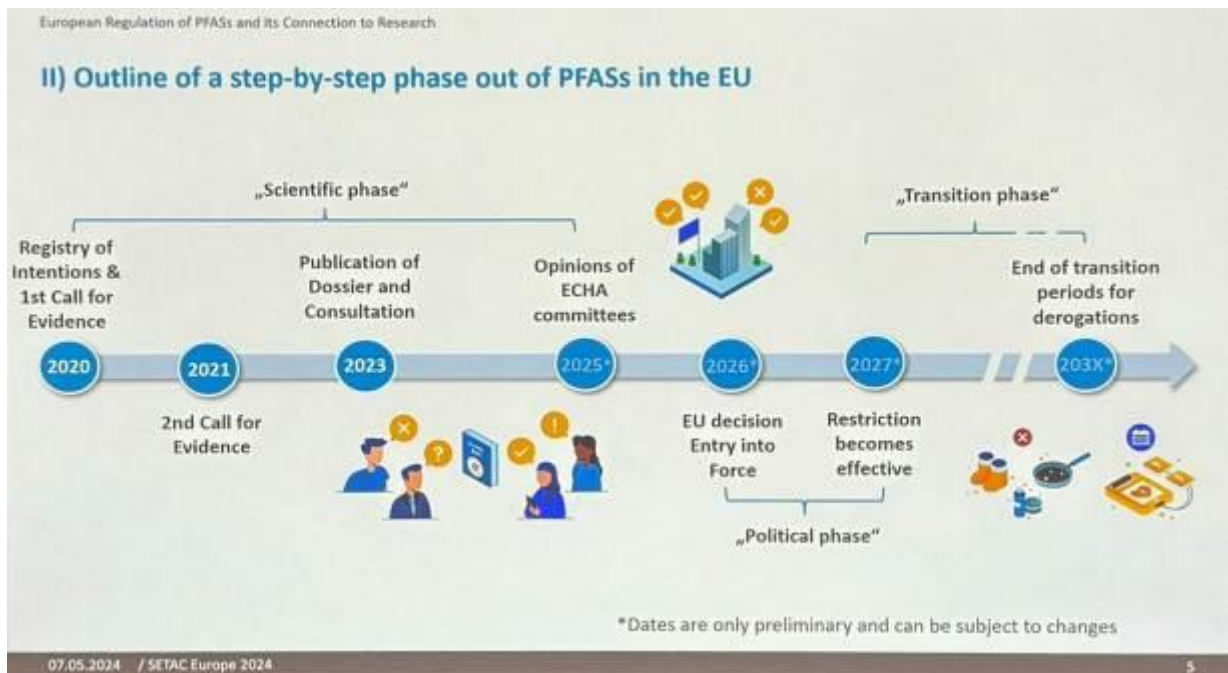 European Regulation of PFASs and its Connection to Research
II) Outline of a step-by-step phase out of PFASs in the EU
„Scientific phase“
„Transition phase“
Registry of
Intentions &
1st Call for
Evidence
Publication of
Dossier and
Consultation
Opinions of
ECHA
committees
End of transition
periods for
derogations
2020
2021
2023
2025*
2026*
2027*
203X*
2nd Call for
Evidence
EU decision
Entry into
Force
Restriction
becomes
effective
„Political phase“
*Dates are only preliminary and can be subject to changes
07.05.2024 / SETAC Europe 2024
5